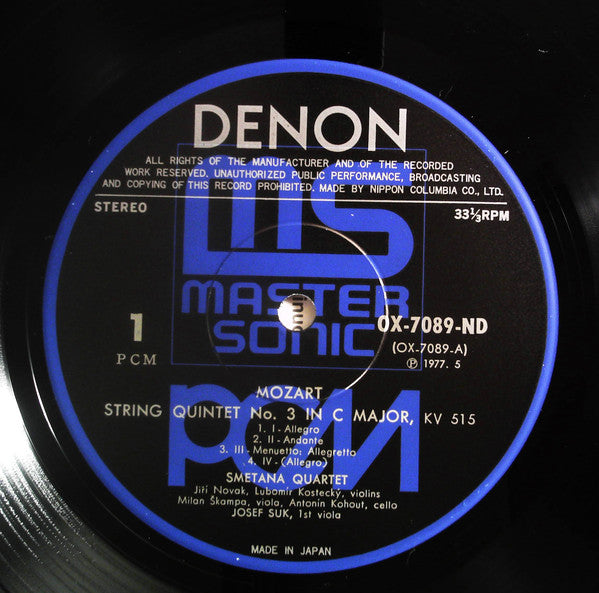 DENON
ALL RIGHTS OF THE MANUFACTURER AND OF THE RECORDED
WORK RESERVED. UNAUTHORIZED PUBLIC PERFORMANCE, BROADCASTING
AND COPYING OF THIS RECORD PROHIBITED. MADE BY NIPPON COLUMBIA CO., LTD.
STEREO 33⅓RPM
MS
MASTER
SONIC
1
PCM
OX-7089-ND
(OX-7089-A)
Ⓟ 1977. 5
pcm
MOZART
STRING QUINTET No. 3 IN C MAJOR, KV 515
1. I-Allegro
2. II-Andante
3. III-Menuetto: Allegretto
4. IV-(Allegro)
SMETANA QUARTET
Jiří Novak, Lubomír Kostecký, violins
Milan Škampa, viola, Antonín Kohout, cello
JOSEF SUK, 1st viola
MADE IN JAPAN